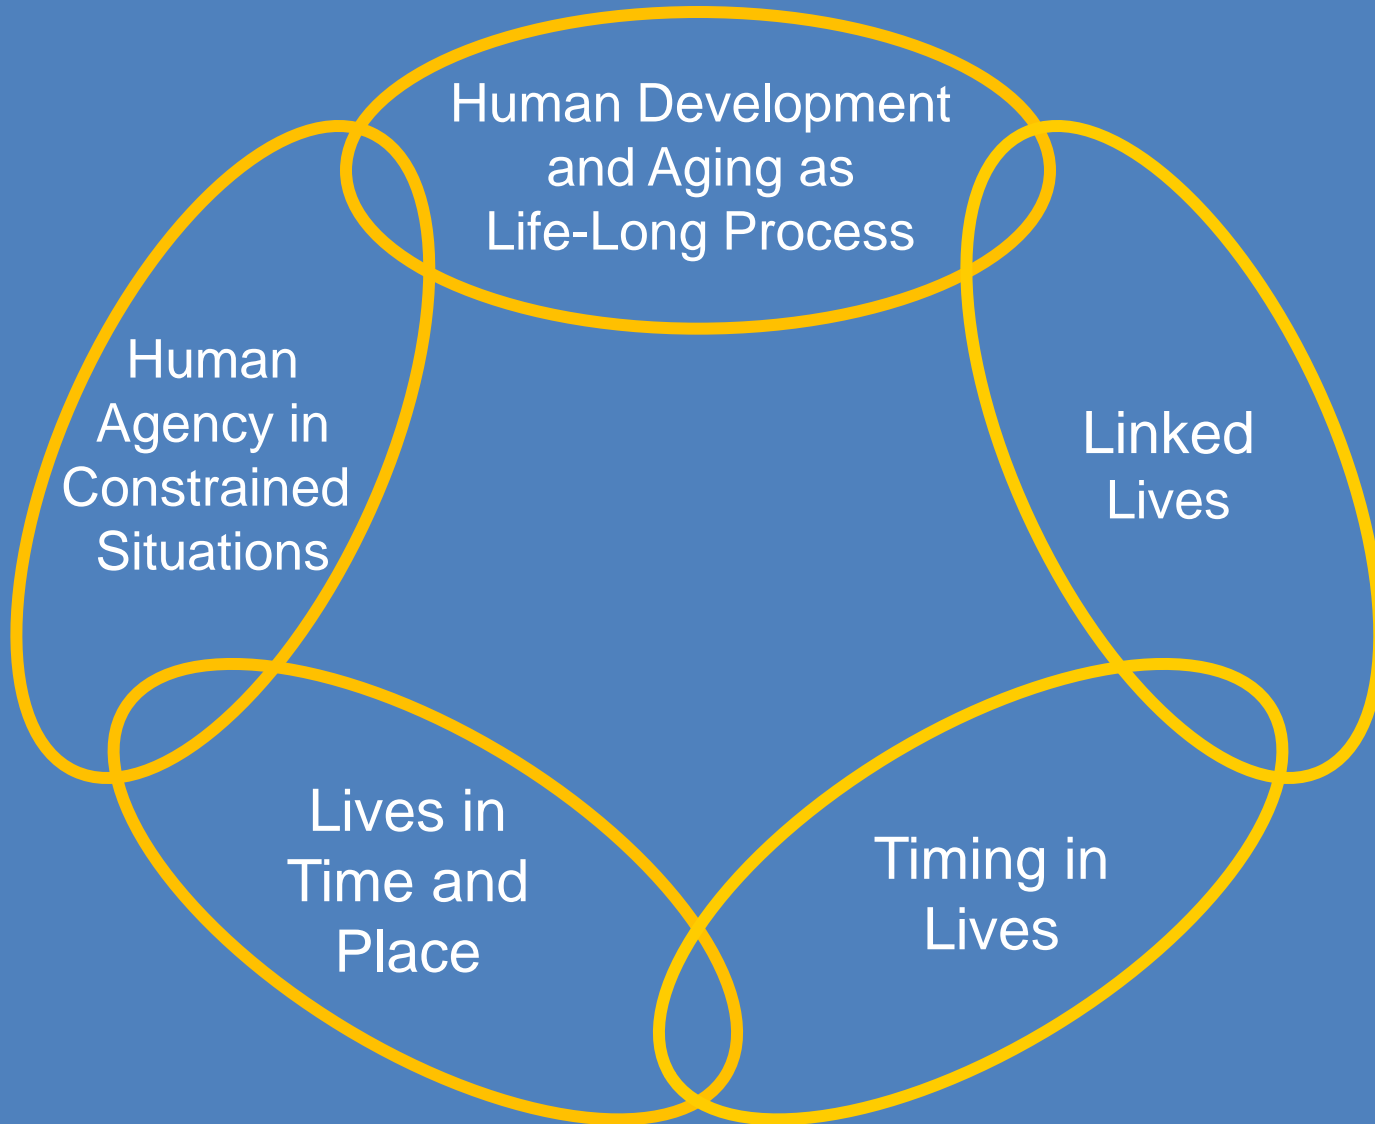 Human Development
and Aging as
Life-Long Process
Human
Agency in
Constrained
Situations
Linked
Lives
Lives in
Time and
Place
Timing in
Lives